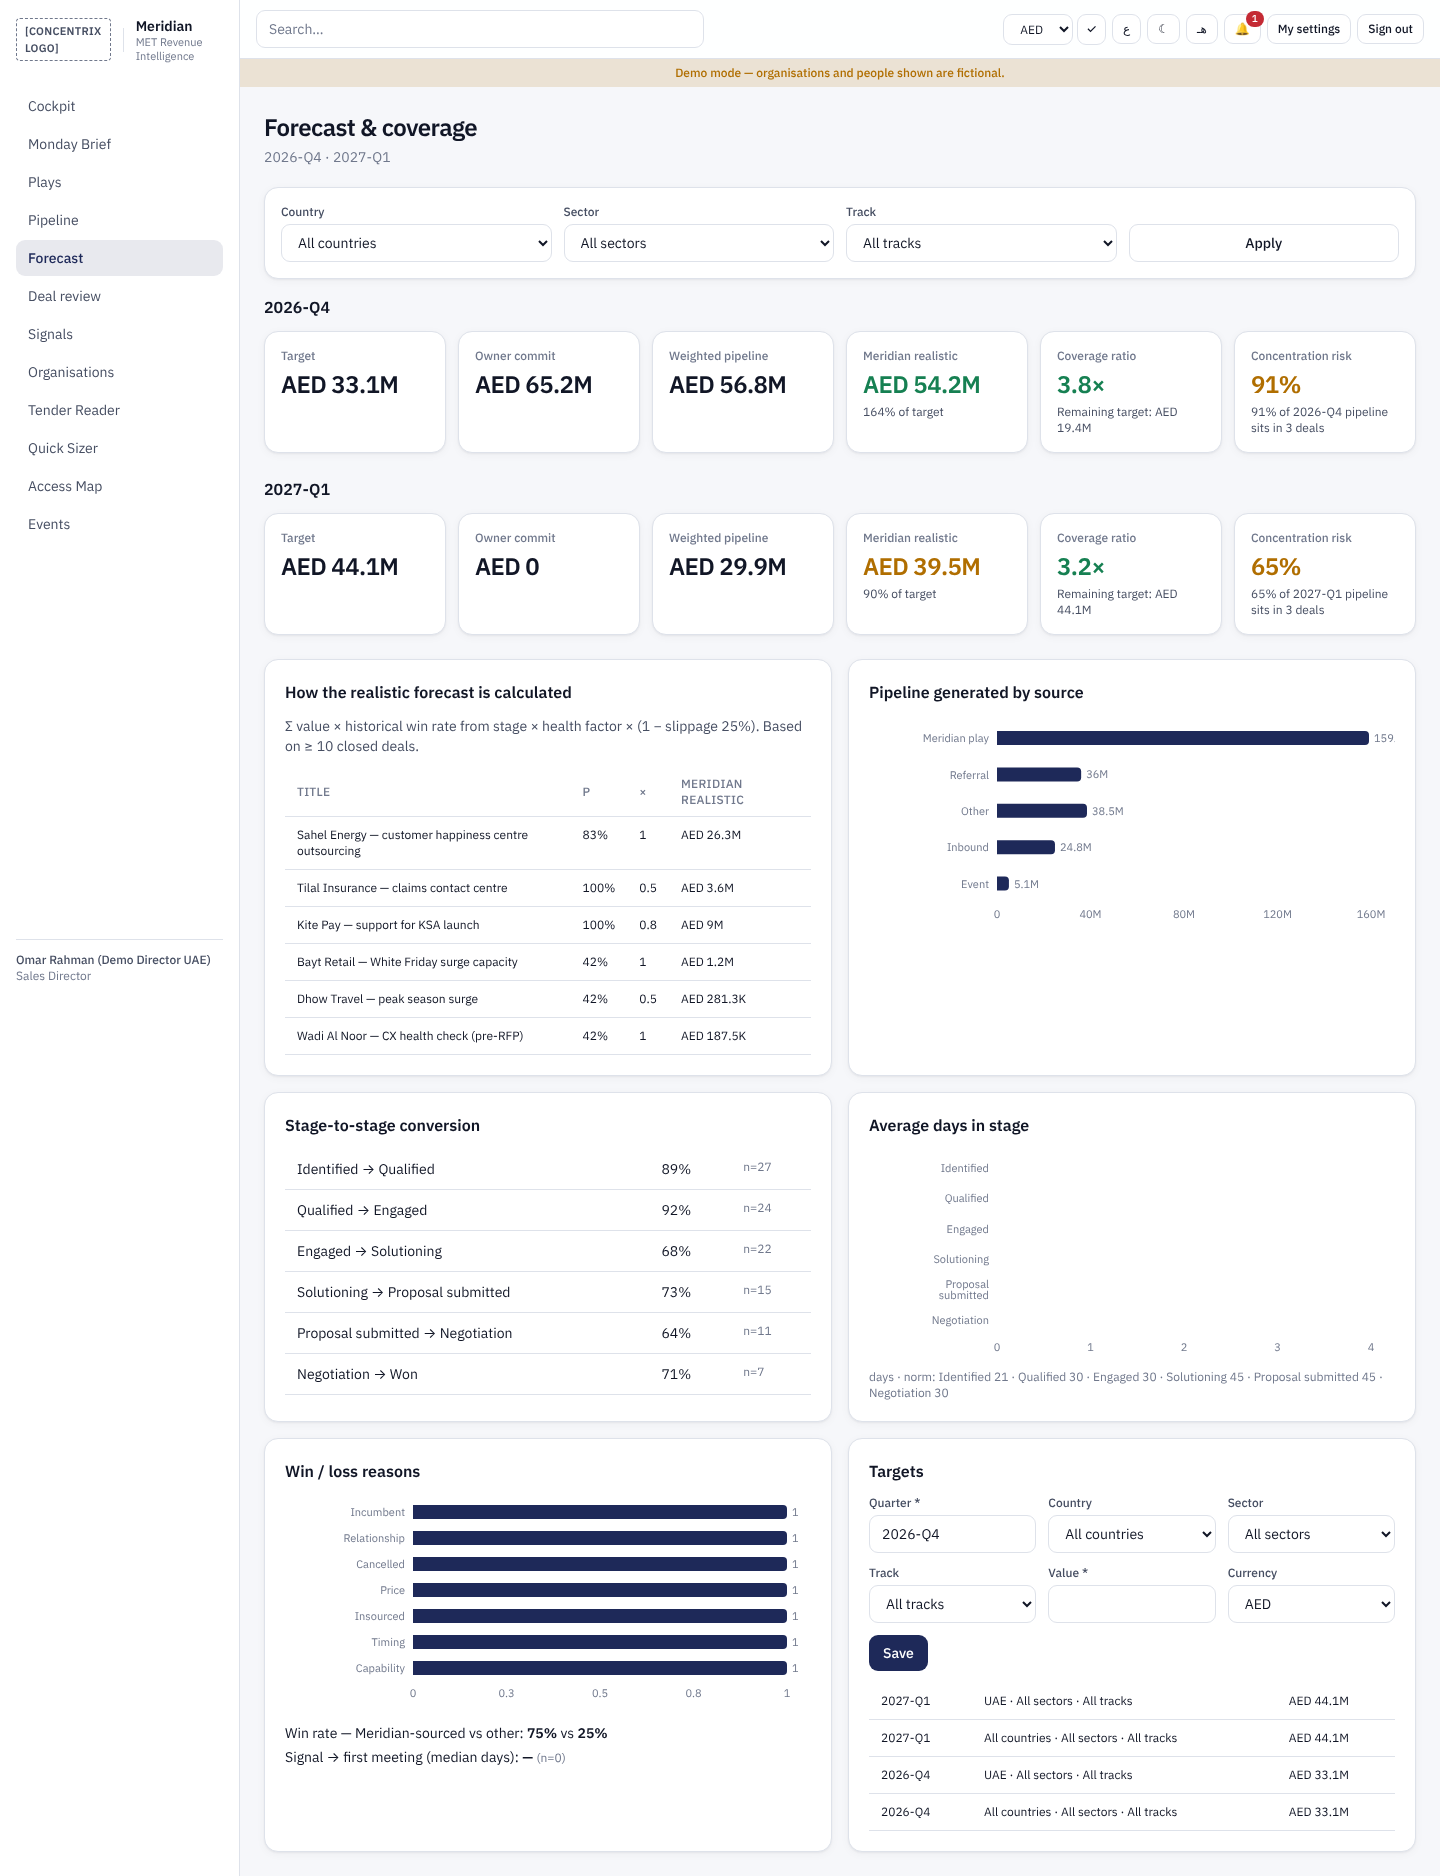 [CONCENTRIX
LOGO]
Meridian
MET Revenue
Intelligence
Search...
AED
✓
ع
☾
هـ
1
My settings
Sign out
Demo mode — organisations and people shown are fictional.
Cockpit
Monday Brief
Plays
Pipeline
Forecast
Deal review
Signals
Organisations
Tender Reader
Quick Sizer
Access Map
Events
Omar Rahman (Demo Director UAE)
Sales Director
Forecast & coverage
2026-Q4 · 2027-Q1
Country
Sector
Track
All countries
All sectors
All tracks
Apply
2026-Q4
Target
AED 33.1M
Owner commit
AED 65.2M
Weighted pipeline
AED 56.8M
Meridian realistic
AED 54.2M
164% of target
Coverage ratio
3.8×
Remaining target: AED
19.4M
Concentration risk
91%
91% of 2026-Q4 pipeline
sits in 3 deals
2027-Q1
Target
AED 44.1M
Owner commit
AED 0
Weighted pipeline
AED 29.9M
Meridian realistic
AED 39.5M
90% of target
Coverage ratio
3.2×
Remaining target: AED
44.1M
Concentration risk
65%
65% of 2027-Q1 pipeline
sits in 3 deals
How the realistic forecast is calculated
Σ value × historical win rate from stage × health factor × (1 − slippage 25%). Based
on ≥ 10 closed deals.
TITLE P × MERIDIAN
REALISTIC
Sahel Energy — customer happiness centre
outsourcing
83% 1 AED 26.3M
Tilal Insurance — claims contact centre 100% 0.5 AED 3.6M
Kite Pay — support for KSA launch 100% 0.8 AED 9M
Bayt Retail — White Friday surge capacity 42% 1 AED 1.2M
Dhow Travel — peak season surge 42% 0.5 AED 281.3K
Wadi Al Noor — CX health check (pre-RFP) 42% 1 AED 187.5K
Pipeline generated by source
Meridian play 159
Referral 36M
Other 38.5M
Inbound 24.8M
Event 5.1M
0 40M 80M 120M 160M
Stage-to-stage conversion
Identified → Qualified 89% n=27
Qualified → Engaged 92% n=24
Engaged → Solutioning 68% n=22
Solutioning → Proposal submitted 73% n=15
Proposal submitted → Negotiation 64% n=11
Negotiation → Won 71% n=7
Average days in stage
Identified
Qualified
Engaged
Solutioning
Proposal
submitted
Negotiation
0 1 2 3 4
days · norm: Identified 21 · Qualified 30 · Engaged 30 · Solutioning 45 · Proposal submitted 45 ·
Negotiation 30
Win / loss reasons
Incumbent 1
Relationship 1
Cancelled 1
Price 1
Insourced 1
Timing 1
Capability 1
0 0.3 0.5 0.8 1
Win rate — Meridian-sourced vs other: 75% vs 25%
Signal → first meeting (median days): — (n=0)
Targets
Quarter * Country Sector
2026-Q4 All countries All sectors
Track Value * Currency
All tracks AED
Save
2027-Q1 UAE · All sectors · All tracks AED 44.1M
2027-Q1 All countries · All sectors · All tracks AED 44.1M
2026-Q4 UAE · All sectors · All tracks AED 33.1M
2026-Q4 All countries · All sectors · All tracks AED 33.1M